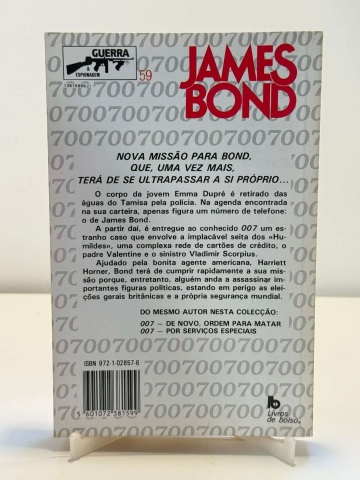 GUERRA
E ESPIONAGEM
59
JAMES
BOND
NOVA MISSÃO PARA BOND,
QUE, UMA VEZ MAIS,
TERÁ DE SE ULTRAPASSAR A SI PRÓPRIO...
O corpo da jovem Emma Dupré é retirado das
águas do Tamisa pela polícia. Na agenda encontrada
na sua carteira, apenas figura um número de telefone:
o de James Bond.
A partir daí, é entregue ao conhecido 007 um es-
tranho caso que envolve a implacável seita dos «Hu-
mildes», uma complexa rede de cartões de crédito, o
padre Valentine e o sinistro Vladimir Scorpius.
Ajudado pela bonita agente americana, Harriett
Horner, Bond terá de cumprir rapidamente a sua mis-
são porque, entretanto, alguém anda a assassinar im-
portantes figuras políticas, estando em perigo as elei-
ções gerais britânicas e a própria segurança mundial.
DO MESMO AUTOR NESTA COLECÇÃO:
007 — DE NOVO, ORDEM PARA MATAR
007 — POR SERVIÇOS ESPECIAIS
ISBN 972-1-02857-6
5601072381599
Livros
de bolso